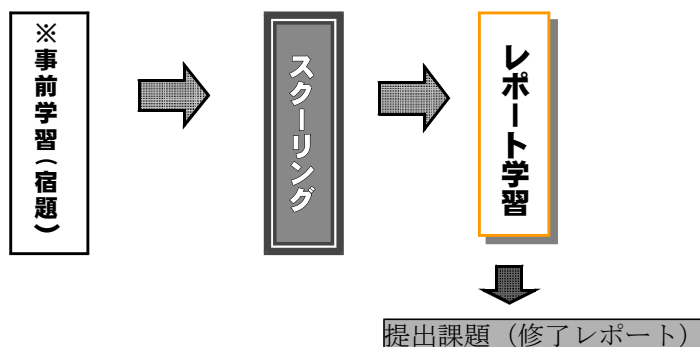 ※事前学習（宿題）
スクーリング
レポート学習
提出課題（修了レポート）